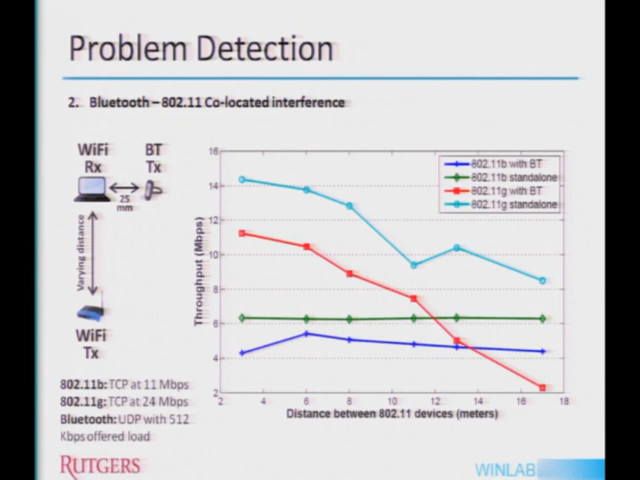 Problem Detection
2. Bluetooth – 802.11 Co-located interference
WiFi
Rx
BT
Tx
25
mm
Varying distance
WiFi
Tx
802.11b: TCP at 11 Mbps
802.11g: TCP at 24 Mbps
Bluetooth: UDP with 512
Kbps offered load
Throughput (Mbps)
16
14
12
10
8
6
4
2
802.11b with BT
802.11b standalone
802.11g with BT
802.11g standalone
2 4 6 8 10 12 14 16 18
Distance between 802.11 devices (meters)
RUTGERS
WINLAB